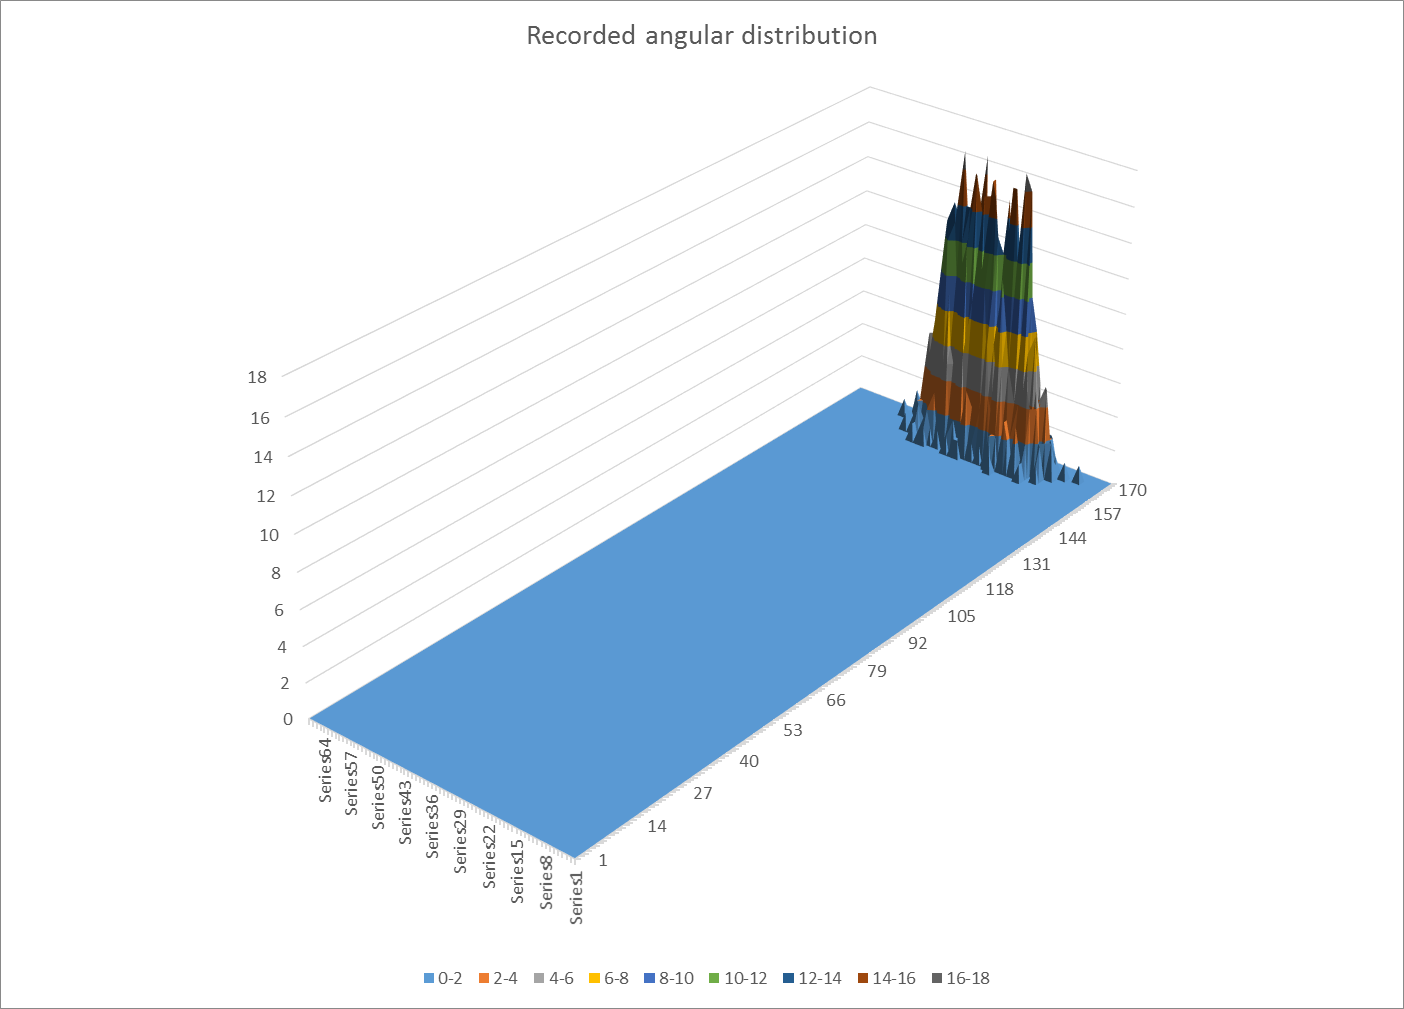 Recorded angular distribution
18
16
14
12
10
8
6
4
2
0
Series64
Series57
Series50
Series43
Series36
Series29
Series22
Series15
Series8
Series1
1
14
27
40
53
66
79
92
105
118
131
144
157
170
0-2 2-4 4-6 6-8 8-10 10-12 12-14 14-16 16-18